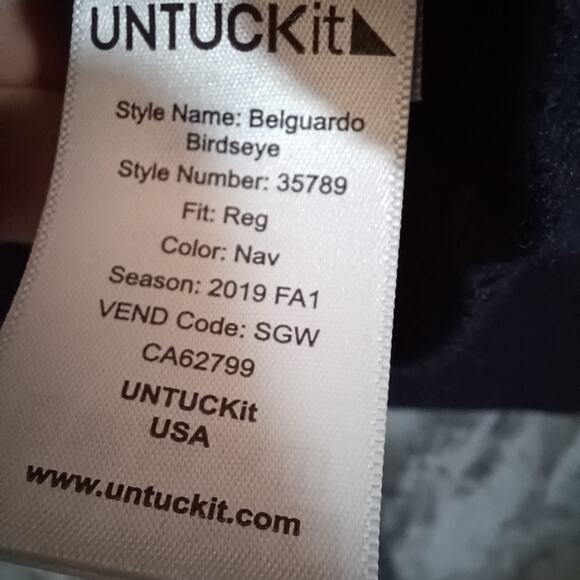 UNTUCKit
Style Name: Belguardo
Birdseye
Style Number: 35789
Fit: Reg
Color: Nav
Season: 2019 FA1
VEND Code: SGW
CA62799
UNTUCKit
USA
www.untuckit.com